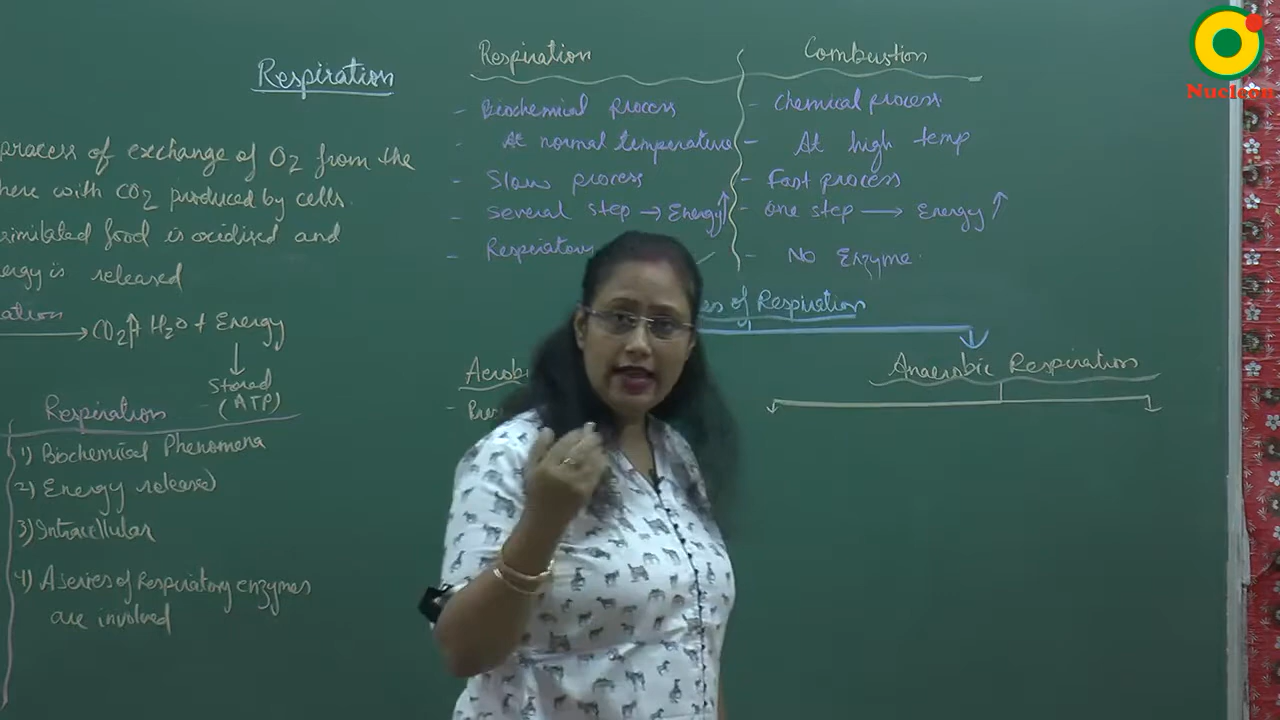 Respiration
process of exchange of O2 from the
here with CO2 produced by cells.
food is oxidised and
is released
CO2↑ + H2O + Energy
↓
Stored
(ATP)
Respiration
1) Biochemical Phenomena
2) Energy released
3) Intracellular
4) A series of Respiratory enzymes
are involved
Respiration
- Biochemical process
- At normal temperature
- Slow process
- Several step → Energy↑
- Respiratory
Combustion
- Chemical process.
- At high temp
- Fast process
- One step → Energy ↑
- No Enzyme.
of Respiration
Anaerobic Respiration
Nucleon